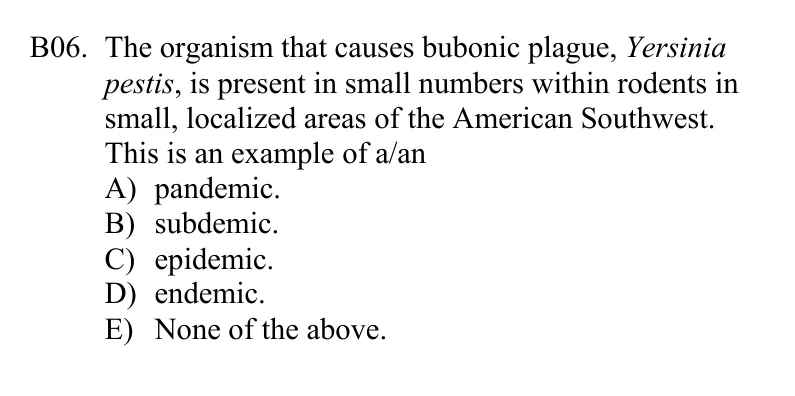 B06. The organism that causes bubonic plague, Yersinia
pestis, is present in small numbers within rodents in
small, localized areas of the American Southwest.
This is an example of a/an
A) pandemic.
B) subdemic.
C) epidemic.
D) endemic.
E) None of the above.